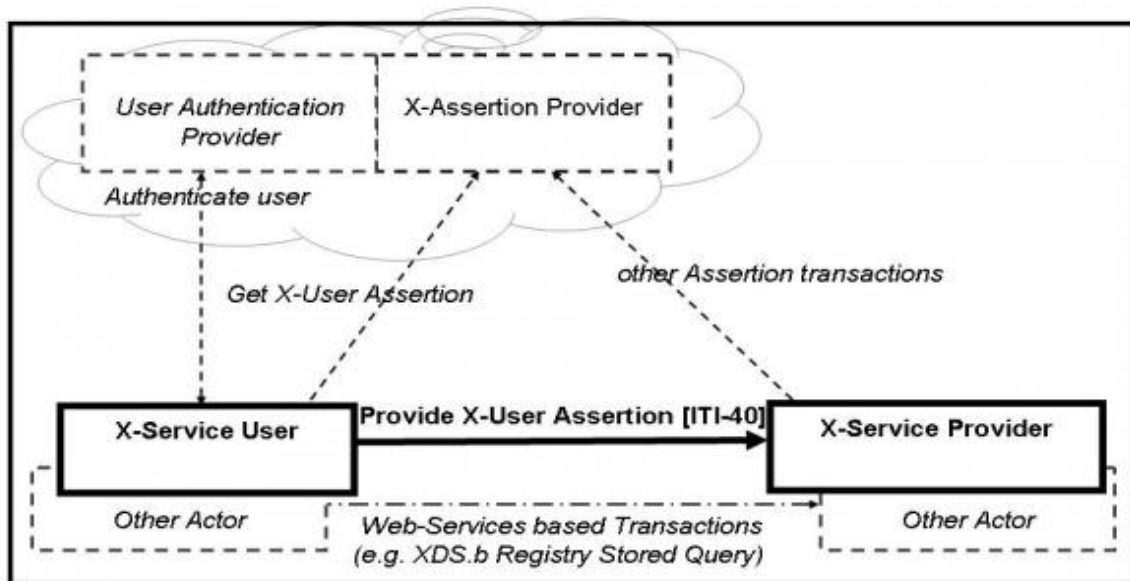 User Authentication
Provider
X-Assertion Provider
Authenticate user
Get X-User Assertion
other Assertion transactions
Provide X-User Assertion [ITI-40]
X-Service User
X-Service Provider
Other Actor
Web-Services based Transactions
(e.g. XDS.b Registry Stored Query)
Other Actor